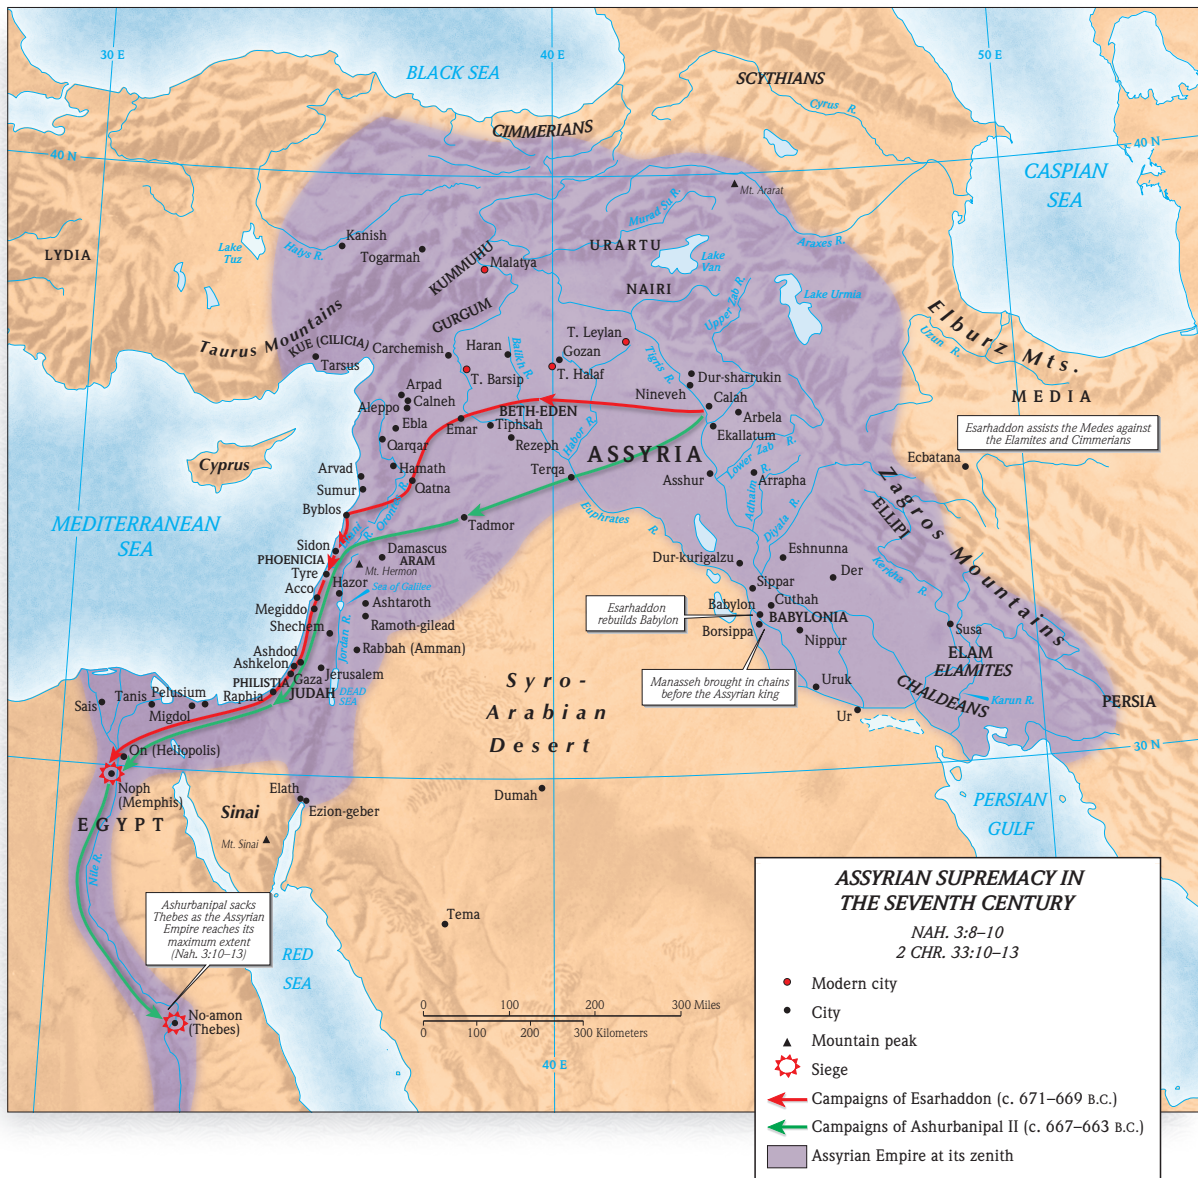 30 E
40 E
50 E
BLACK SEA
SCYTHIANS
Cyrus R.
CIMMERIANS
40 N
40 N
CASPIAN
SEA
Mt. Ararat
Murad Su R.
Araxes R.
LYDIA
Lake
Tuz
Halys R.
Kanish
Togarmah
KUMMUHU
Malatya
URARTU
Lake
Van
NAIRI
Upper Zab R.
Lake Urmia
Elburz Mts.
Uzun R.
MEDIA
Taurus Mountains
KUE (CILICIA)
Tarsus
GURGUM
Carchemish
Haran
Balikh R.
T. Leylan
Gozan
T. Halaf
T. Barsip
Tigris R.
Dur-sharrukin
Nineveh
Calah
Arbela
Ekallatum
Arpad
Calneh
Aleppo
Ebla
Emar
BETH-EDEN
Tiphsah
Rezeph
Habor R.
Qarqar
ASSYRIA
Lower Zab R.
Esarhaddon assists the Medes against
the Elamites and Cimmerians
Ecbatana
Cyprus
Arvad
Hamath
Sumur
Qatna
Terqa
Asshur
Arrapha
Adhaim R.
Zagros Mountains
ELLIPI
Byblos
Orontes R.
Tadmor
Euphrates R.
Diyala R.
MEDITERRANEAN
SEA
Sidon
Litani R.
PHOENICIA
Damascus
ARAM
Mt. Hermon
Tyre
Hazor
Sea of Galilee
Acco
Megiddo
Ashtaroth
Ramoth-gilead
Shechem
Jordan R.
Rabbah (Amman)
Dur-kurigalzu
Eshnunna
Der
Kerkha R.
Sippar
Cuthah
Esarhaddon
rebuilds Babylon
Babylon
BABYLONIA
Borsippa
Nippur
Susa
ELAM
ELAMITES
Ashdod
Ashkelon
Gaza
Jerusalem
PHILISTIA
JUDAH
DEAD
SEA
Raphia
Manasseh brought in chains
before the Assyrian king
Uruk
Ur
CHALDEANS
Karun R.
PERSIA
Tanis
Pelusium
Sais
Migdol
Syro-
Arabian
Desert
30 N
On (Heliopolis)
Noph
(Memphis)
EGYPT
Elath
Ezion-geber
Sinai
Mt. Sinai
Dumah
PERSIAN
GULF
Nile R.
Ashurbanipal sacks
Thebes as the Assyrian
Empire reaches its
maximum extent
(Nah. 3:10–13)
RED
SEA
Tema
No-amon
(Thebes)
0 100 200 300 Miles
0 100 200 300 Kilometers
40 E
ASSYRIAN SUPREMACY IN
THE SEVENTH CENTURY
NAH. 3:8–10
2 CHR. 33:10–13
Modern city
City
Mountain peak
Siege
Campaigns of Esarhaddon (c. 671–669 B.C.)
Campaigns of Ashurbanipal II (c. 667–663 B.C.)
Assyrian Empire at its zenith